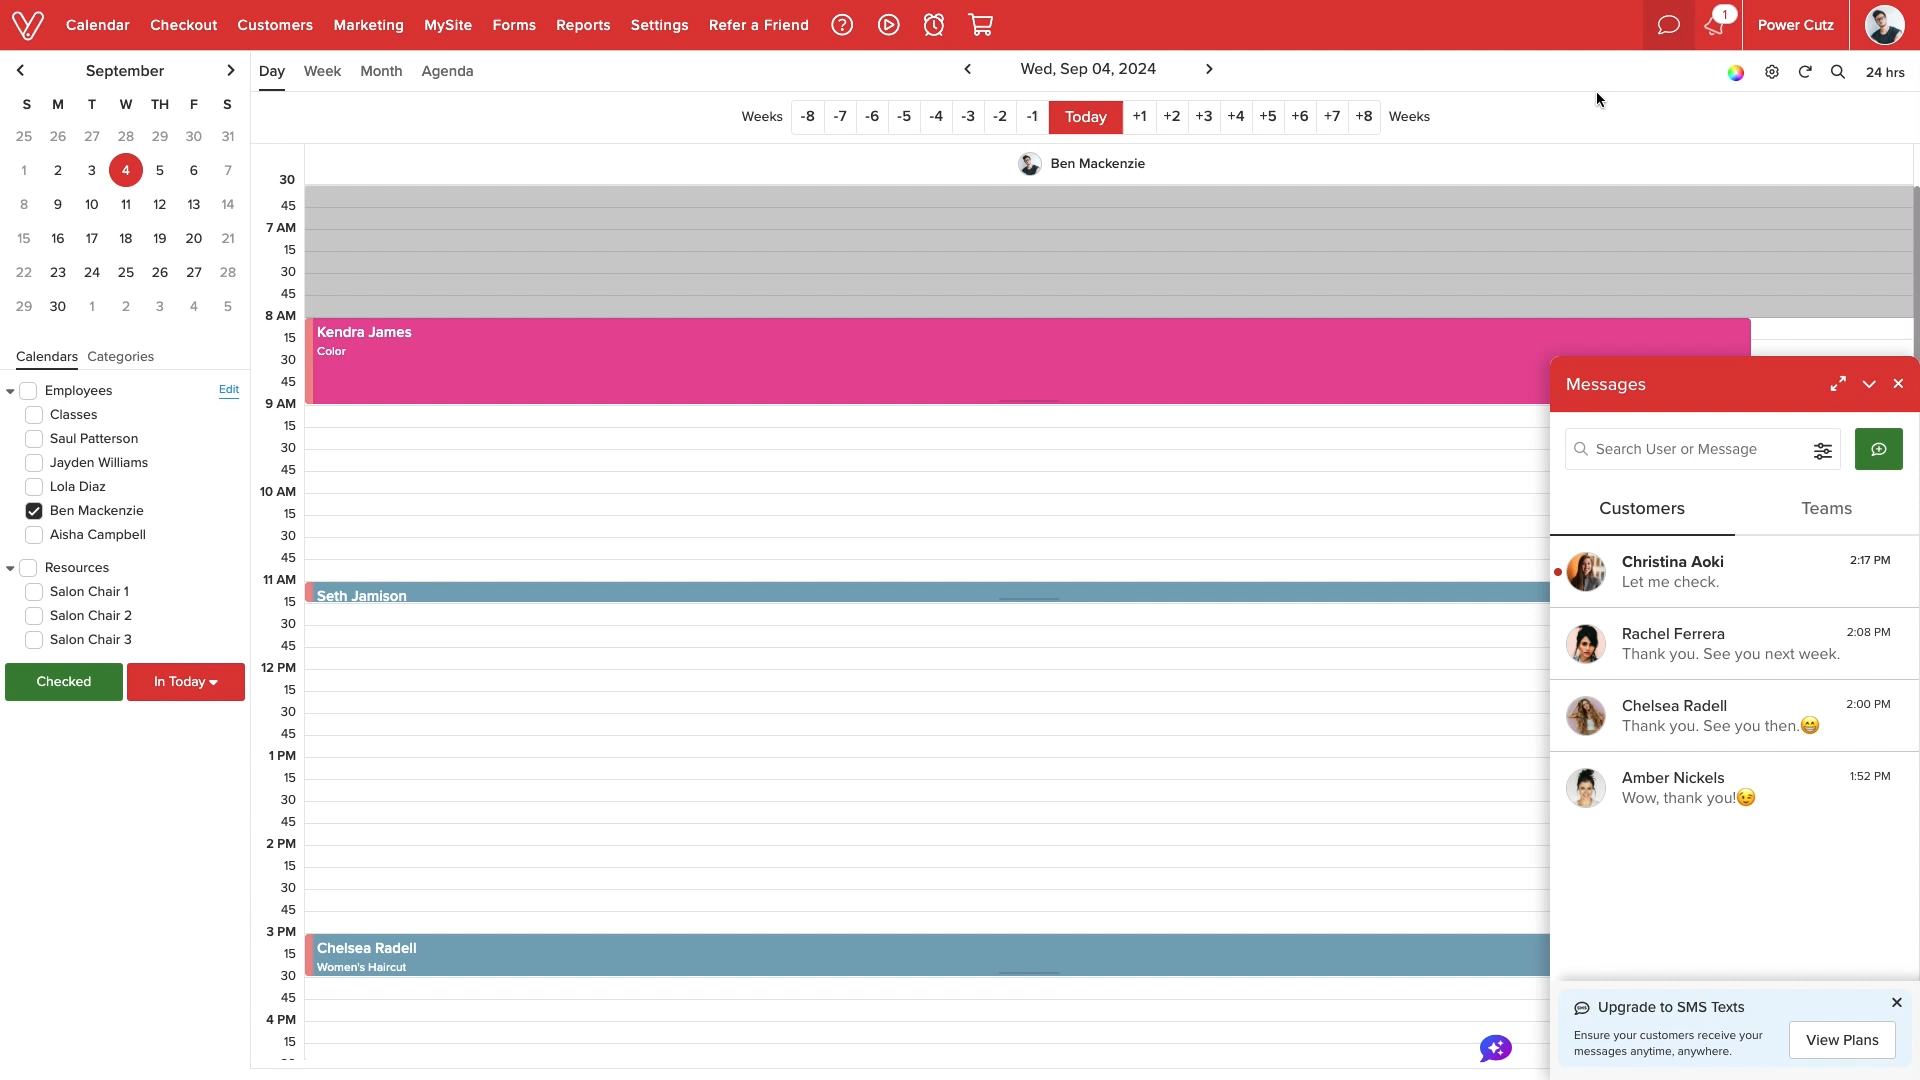 Calendar Checkout Customers Marketing MySite Forms Reports Settings Refer a Friend
1
Power Cutz
September
S M T W TH F S
25 26 27 28 29 30 31
1 2 3 4 5 6 7
8 9 10 11 12 13 14
15 16 17 18 19 20 21
22 23 24 25 26 27 28
29 30 1 2 3 4 5
Calendars Categories
Employees Edit
Classes
Saul Patterson
Jayden Williams
Lola Diaz
Ben Mackenzie
Aisha Campbell
Resources
Salon Chair 1
Salon Chair 2
Salon Chair 3
Checked In Today
Day Week Month Agenda
Wed, Sep 04, 2024
24 hrs
Weeks -8 -7 -6 -5 -4 -3 -2 -1 Today +1 +2 +3 +4 +5 +6 +7 +8 Weeks
Ben Mackenzie
30
45
7 AM
15
30
45
8 AM
Kendra James
15
Color
30
45
9 AM
15
30
45
10 AM
15
30
45
11 AM
Seth Jamison
15
30
45
12 PM
15
30
45
1 PM
15
30
45
2 PM
15
30
45
3 PM
Chelsea Radell
15
Women's Haircut
30
45
4 PM
15
Messages
Search User or Message
Customers Teams
Christina Aoki 2:17 PM
Let me check.
Rachel Ferrera 2:08 PM
Thank you. See you next week.
Chelsea Radell 2:00 PM
Thank you. See you then.😁
Amber Nickels 1:52 PM
Wow, thank you!😉
Upgrade to SMS Texts
Ensure your customers receive your
messages anytime, anywhere.
View Plans